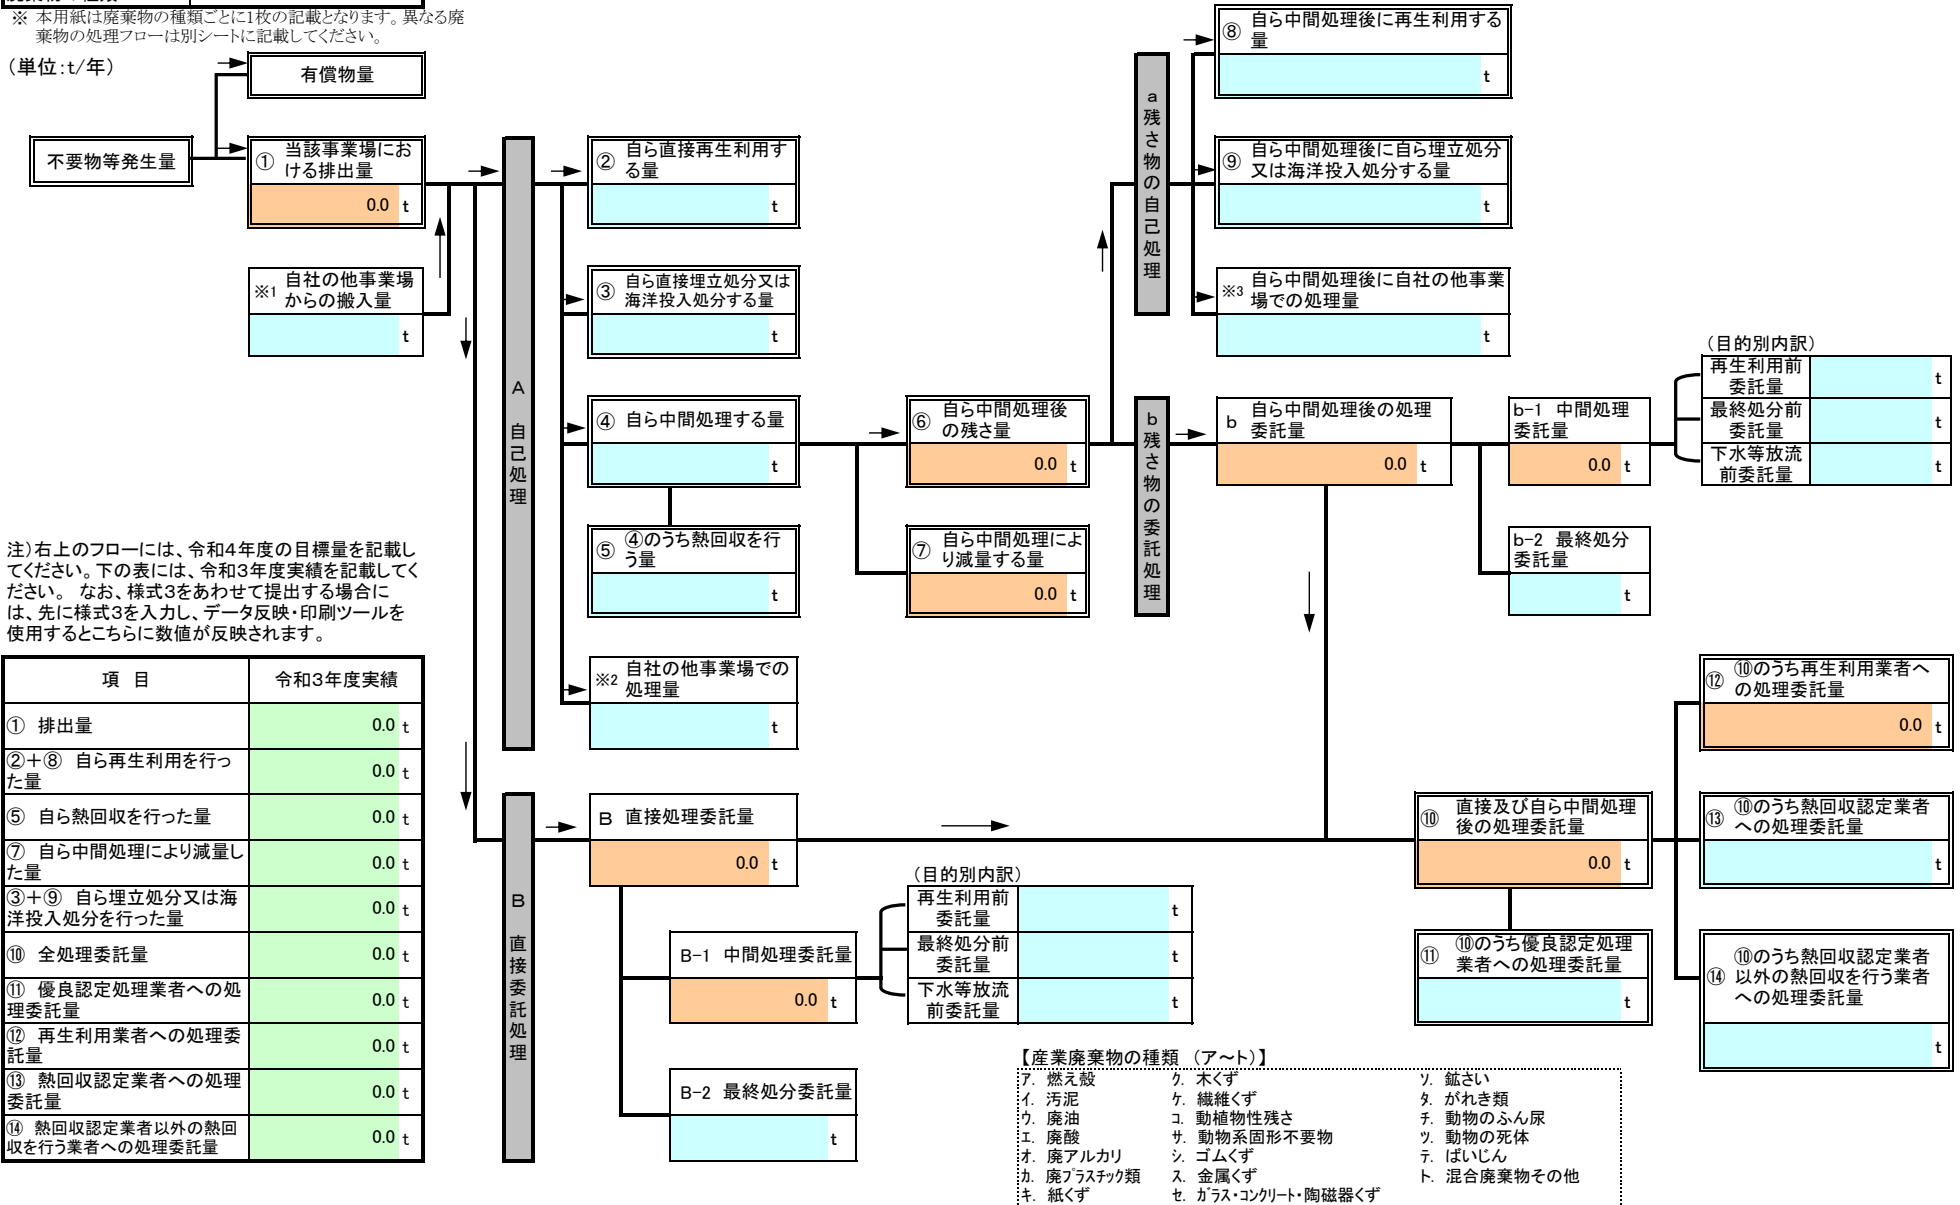 ※ 本用紙は廃棄物の種類ごとに1枚の記載となります。異なる廃
棄物の処理フローは別シートに記載してください。
（単位：t/年）
有償物量
不要物等発生量
① 当該事業場にお
ける排出量
0.0 t
※1 自社の他事業場
からの搬入量
t
A 自己処理
② 自ら直接再生利用す
る量
t
③ 自ら直接埋立処分又は
海洋投入処分する量
t
④ 自ら中間処理する量
t
⑤ ④のうち熱回収を行
う量
t
※2 自社の他事業場での
処理量
t
⑥ 自ら中間処理後
の残さ量
0.0 t
⑦ 自ら中間処理によ
り減量する量
0.0 t
a 残さ物の自己処理
⑧ 自ら中間処理後に再生利用する
量
t
⑨ 自ら中間処理後に自ら埋立処分
又は海洋投入処分する量
t
※3 自ら中間処理後に自社の他事業
場での処理量
t
b 残さ物の委託処理
b 自ら中間処理後の処理
委託量
0.0 t
b-1 中間処理
委託量
0.0 t
（目的別内訳）
再生利用前
委託量
t
最終処分前
委託量
t
下水等放流
前委託量
t
b-2 最終処分
委託量
t
注）右上のフローには、令和4年度の目標量を記載し
てください。下の表には、令和3年度実績を記載してく
ださい。 なお、様式3をあわせて提出する場合に
は、先に様式3を入力し、データ反映・印刷ツールを
使用するとこちらに数値が反映されます。
項 目 令和3年度実績
① 排出量 0.0 t
②＋⑧ 自ら再生利用を行っ
た量 0.0 t
⑤ 自ら熱回収を行った量 0.0 t
⑦ 自ら中間処理により減量し
た量 0.0 t
③＋⑨ 自ら埋立処分又は海
洋投入処分を行った量 0.0 t
⑩ 全処理委託量 0.0 t
⑪ 優良認定処理業者への処
理委託量 0.0 t
⑫ 再生利用業者への処理委
託量 0.0 t
⑬ 熱回収認定業者への処理
委託量 0.0 t
⑭ 熱回収認定業者以外の熱回
収を行う業者への処理委託量 0.0 t
B 直接委託処理
B 直接処理委託量
0.0 t
B-1 中間処理委託量
0.0 t
（目的別内訳）
再生利用前
委託量
t
最終処分前
委託量
t
下水等放流
前委託量
t
B-2 最終処分委託量
t
⑩ 直接及び自ら中間処理
後の処理委託量
0.0 t
⑪ ⑩のうち優良認定処理
業者への処理委託量
t
⑫ ⑩のうち再生利用業者へ
の処理委託量
0.0 t
⑬ ⑩のうち熱回収認定業者
への処理委託量
t
⑭ ⑩のうち熱回収認定業者
以外の熱回収を行う業者
への処理委託量
t
【産業廃棄物の種類 （ア～ト）】
ア. 燃え殻 ク. 木くず ソ. 鉱さい
イ. 汚泥 ケ. 繊維くず タ. がれき類
ウ. 廃油 コ. 動植物性残さ チ. 動物のふん尿
エ. 廃酸 サ. 動物系固形不要物 ツ. 動物の死体
オ. 廃アルカリ シ. ゴムくず テ. ばいじん
カ. 廃プラスチック類 ス. 金属くず ト. 混合廃棄物その他
キ. 紙くず セ. ガラス・コンクリート・陶磁器くず